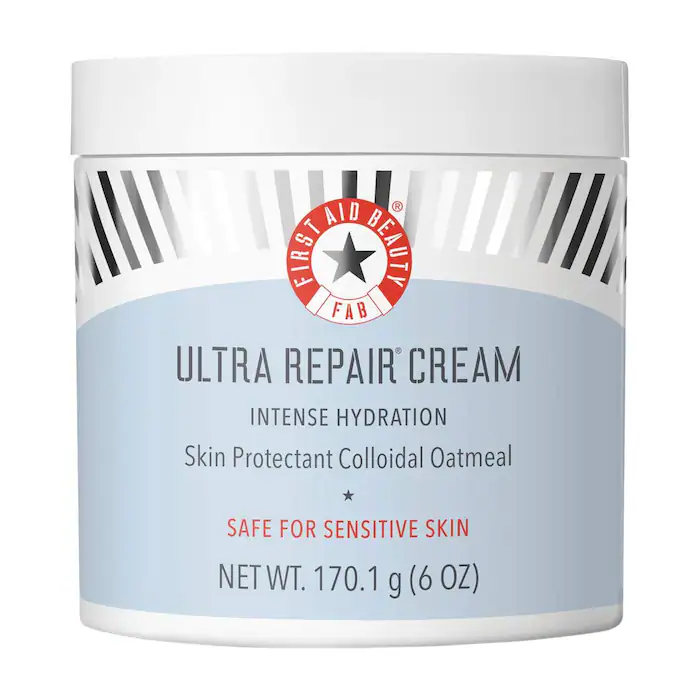 FIRST AID BEAUTY®
FAB
ULTRA REPAIR® CREAM
INTENSE HYDRATION
Skin Protectant Colloidal Oatmeal
SAFE FOR SENSITIVE SKIN
NET WT. 170.1 g (6 OZ)